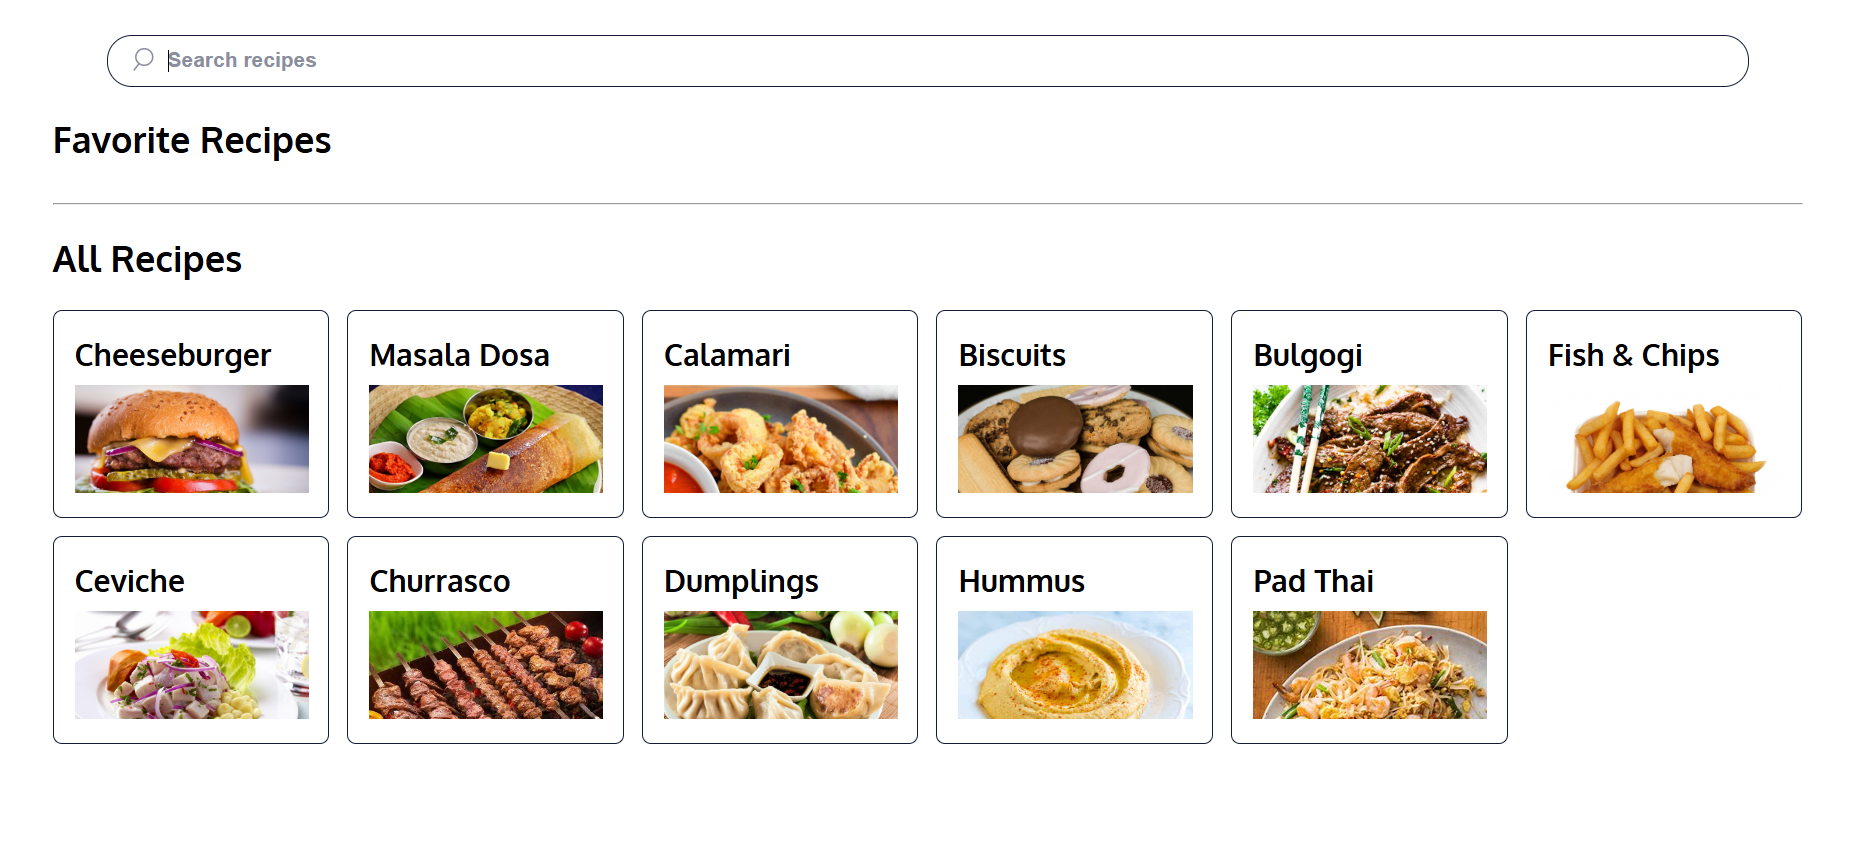 Search recipes
Favorite Recipes
All Recipes
Cheeseburger
Masala Dosa
Calamari
Biscuits
Bulgogi
Fish & Chips
Ceviche
Churrasco
Dumplings
Hummus
Pad Thai